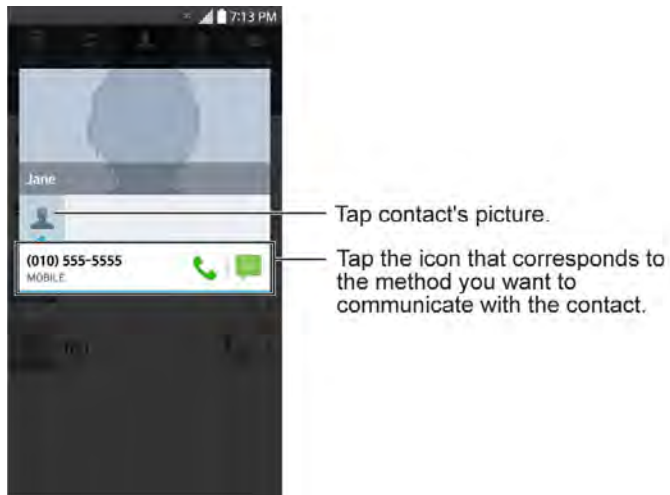 7:13 PM
Jane
Tap contact's picture.
(010) 555-5555
MOBILE
Tap the icon that corresponds to
the method you want to
communicate with the contact.